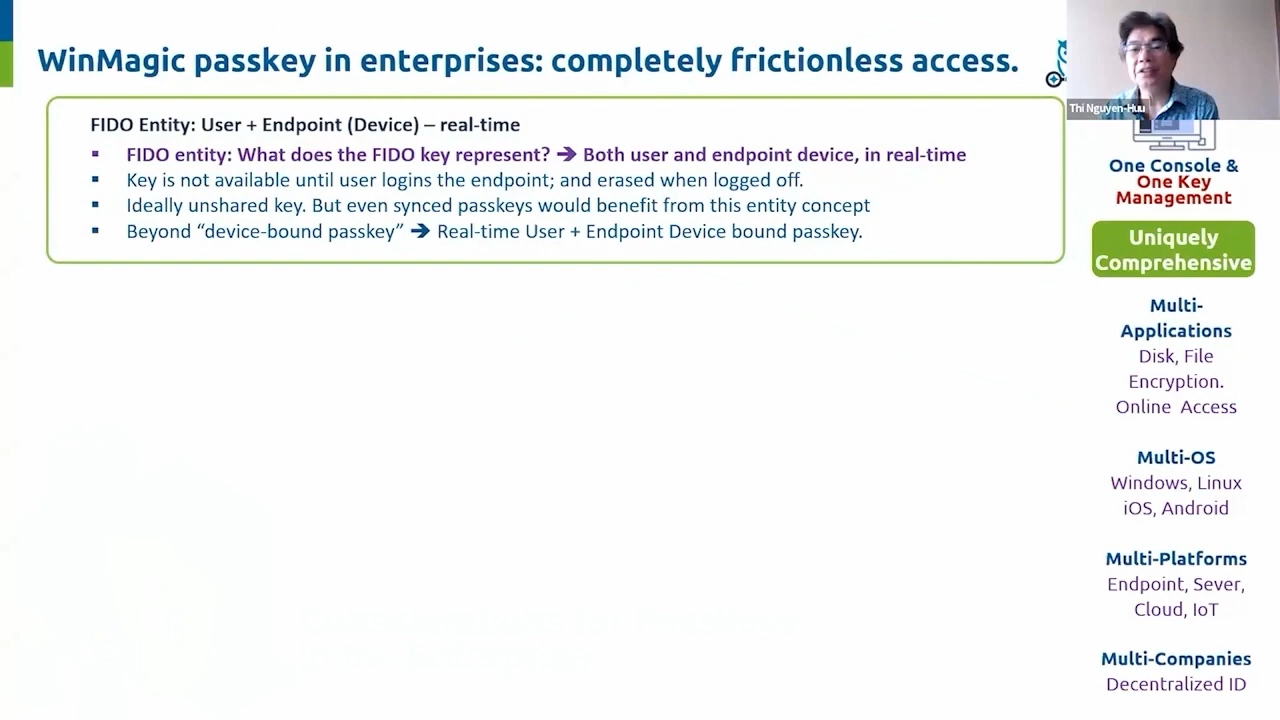 WinMagic passkey in enterprises: completely frictionless access.
Thi Nguyen-Huu
FIDO Entity: User + Endpoint (Device) – real-time
▪ FIDO entity: What does the FIDO key represent? ➔ Both user and endpoint device, in real-time
▪ Key is not available until user logins the endpoint; and erased when logged off.
▪ Ideally unshared key. But even synced passkeys would benefit from this entity concept
▪ Beyond “device-bound passkey” ➔ Real-time User + Endpoint Device bound passkey.
One Console &
One Key
Management
Uniquely
Comprehensive
Multi-
Applications
Disk, File
Encryption.
Online Access
Multi-OS
Windows, Linux
iOS, Android
Multi-Platforms
Endpoint, Sever,
Cloud, IoT
Multi-Companies
Decentralized ID